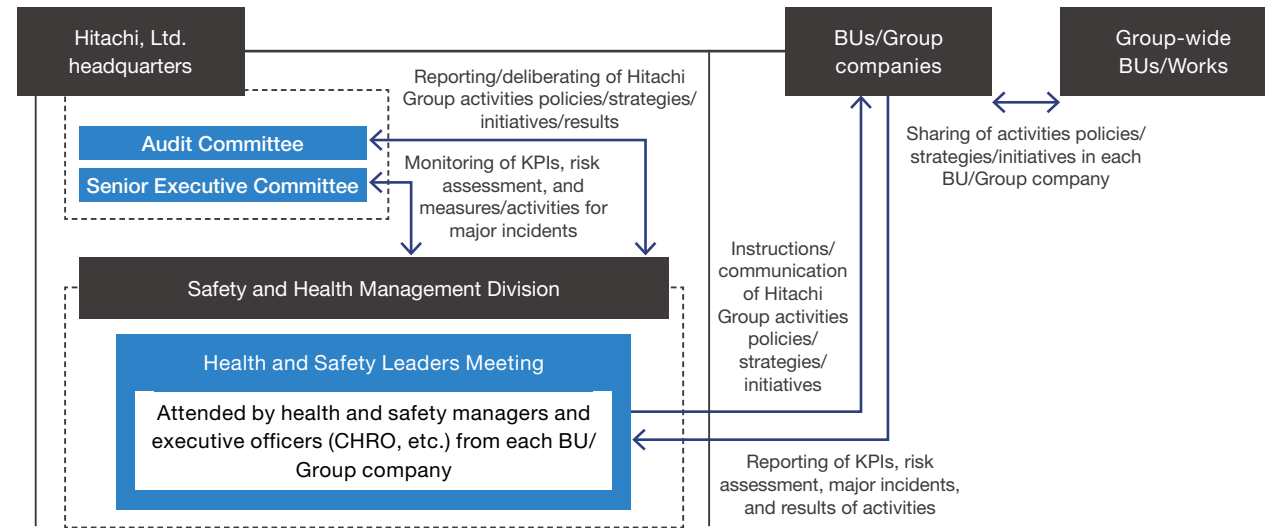 Hitachi, Ltd.
headquarters
BUs/Group
companies
Group-wide
BUs/Works
Reporting/deliberating of Hitachi
Group activities policies/strategies/
initiatives/results
Audit Committee
Senior Executive Committee
Monitoring of KPIs, risk
assessment, and
measures/activities for
major incidents
Sharing of activities policies/
strategies/initiatives in each
BU/Group company
Safety and Health Management Division
Instructions/
communication
of Hitachi
Group activities
policies/
strategies/
initiatives
Health and Safety Leaders Meeting
Attended by health and safety managers and
executive officers (CHRO, etc.) from each BU/
Group company
Reporting of KPIs, risk
assessment, major incidents,
and results of activities